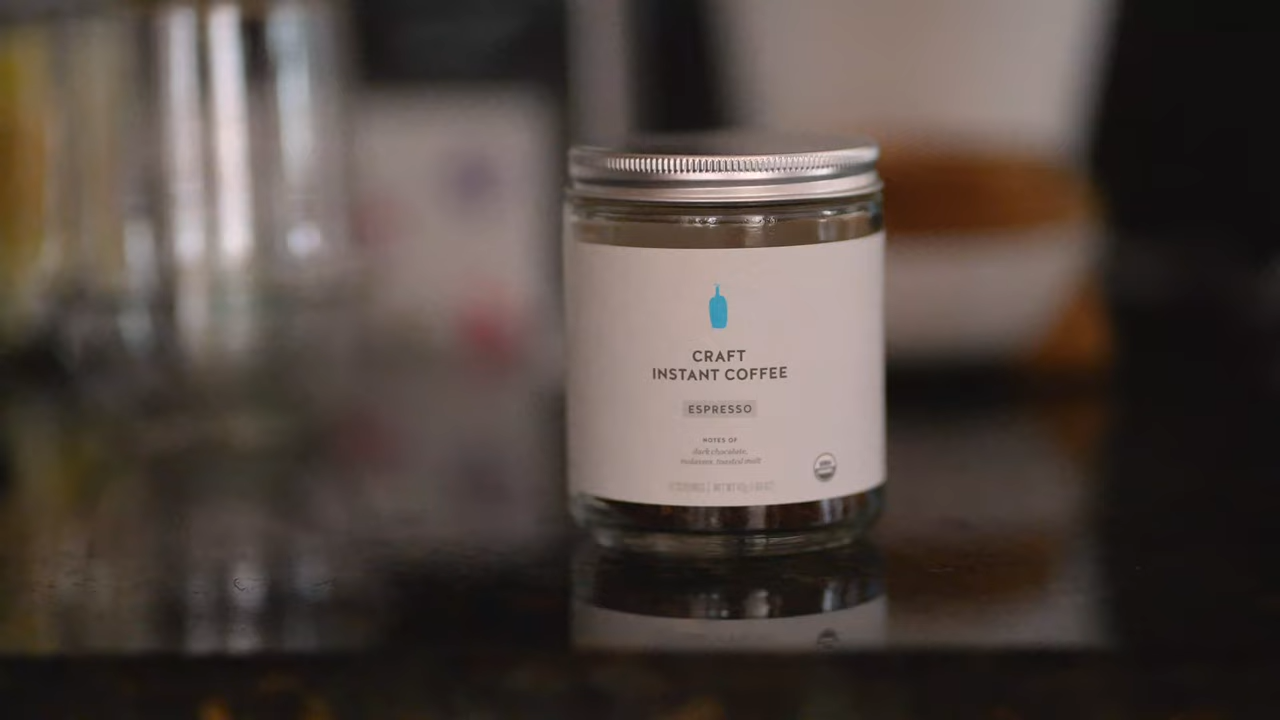 CRAFT
INSTANT COFFEE
ESPRESSO
NOTES OF
dark chocolate,
molasses, toasted malt